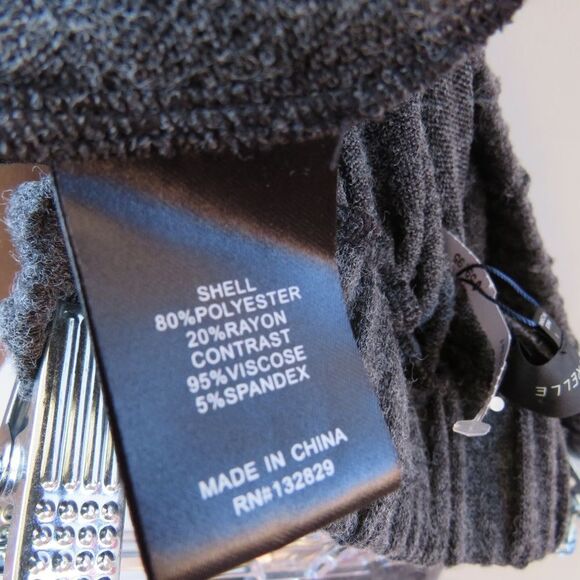 SHELL
80%POLYESTER
20%RAYON
CONTRAST
95%VISCOSE
5%SPANDEX
MADE IN CHINA
RN#132829